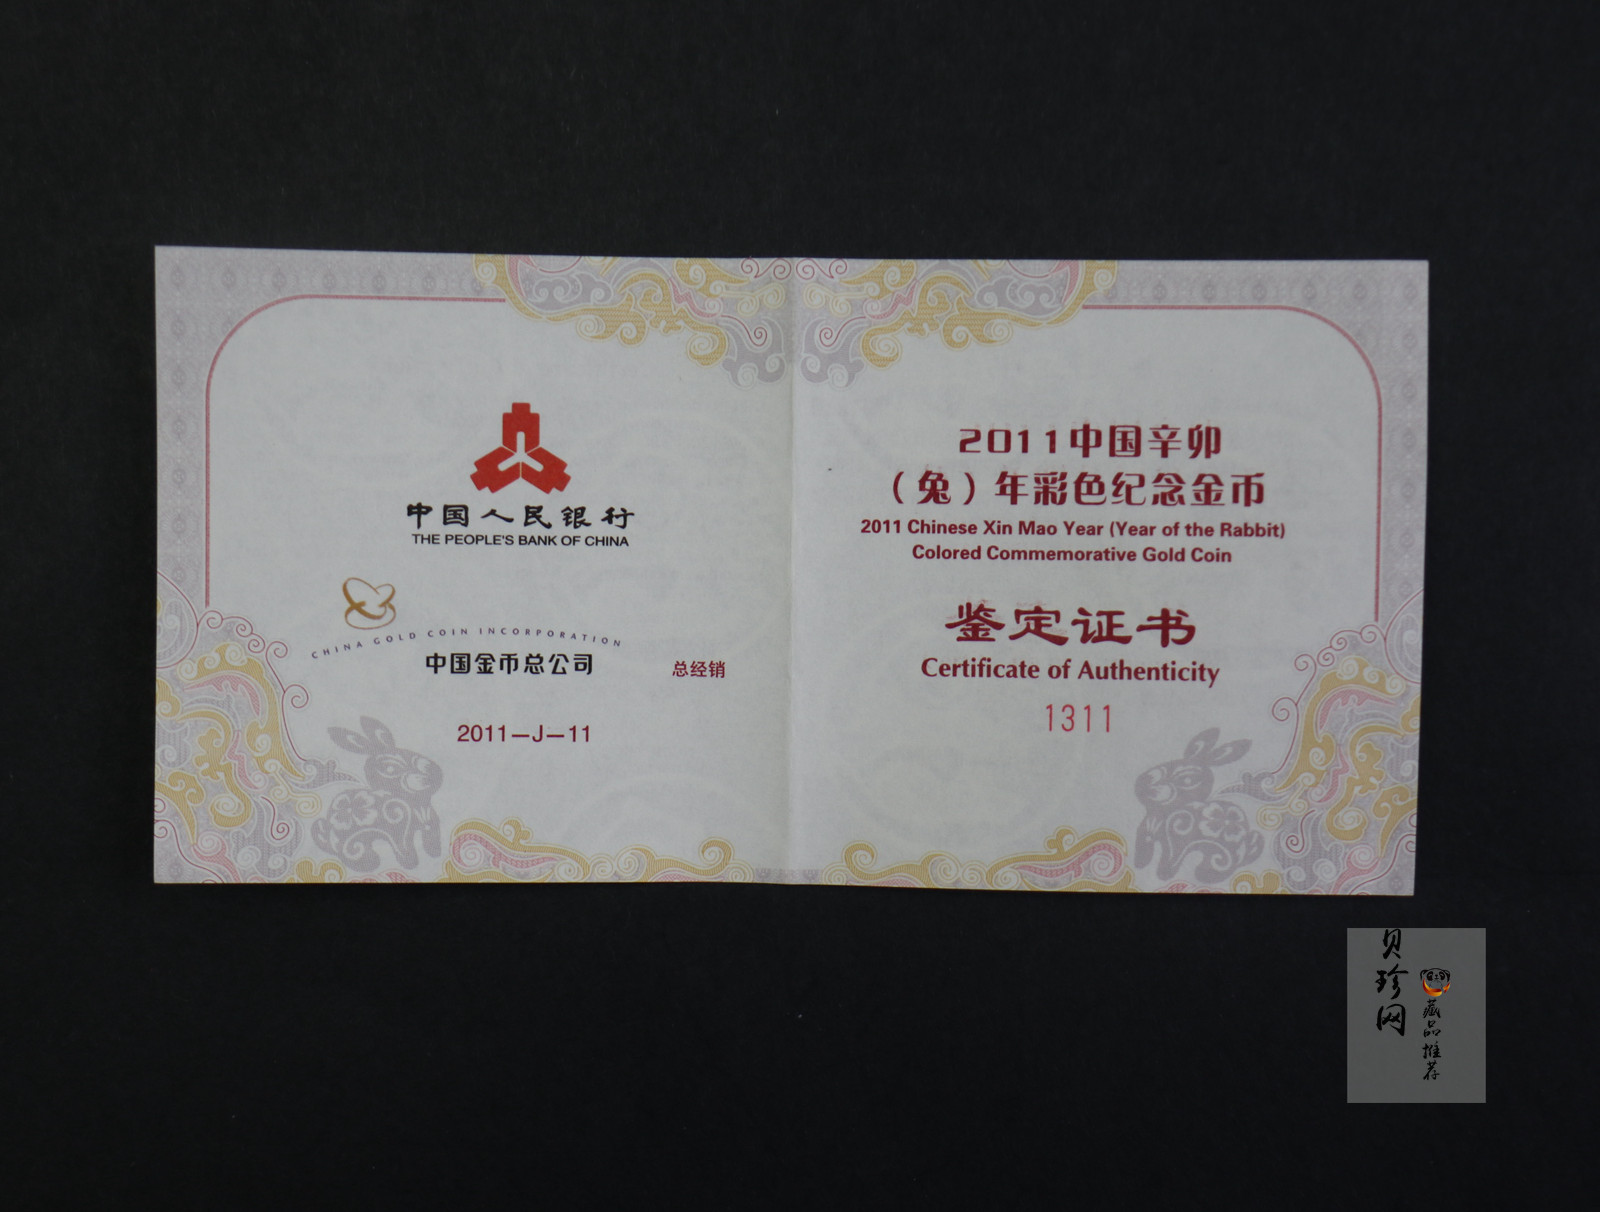 中国人民银行
THE PEOPLE'S BANK OF CHINA
CHINA GOLD COIN INCORPORATION
中国金币总公司 总经销
2011—J—11
2011中国辛卯
（兔）年彩色纪念金币
2011 Chinese Xin Mao Year (Year of the Rabbit)
Colored Commemorative Gold Coin
鉴定证书
Certificate of Authenticity
1311
贝珍网
藏品推荐